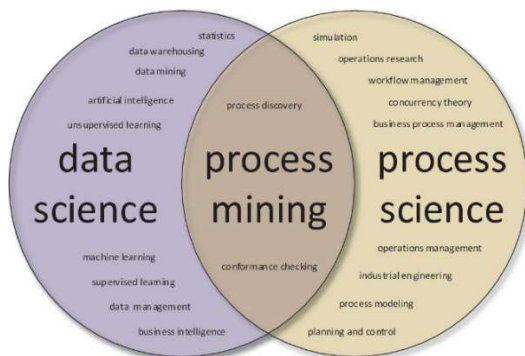 statistics
data warehousing
data mining
artificial intelligence
unsupervised learning
data
science
machine learning
supervised learning
data management
business intelligence
process discovery
process
mining
conformance checking
simulation
operations research
workflow management
concurrency theory
business process management
process
science
operations management
industrial engineering
process modeling
planning and control